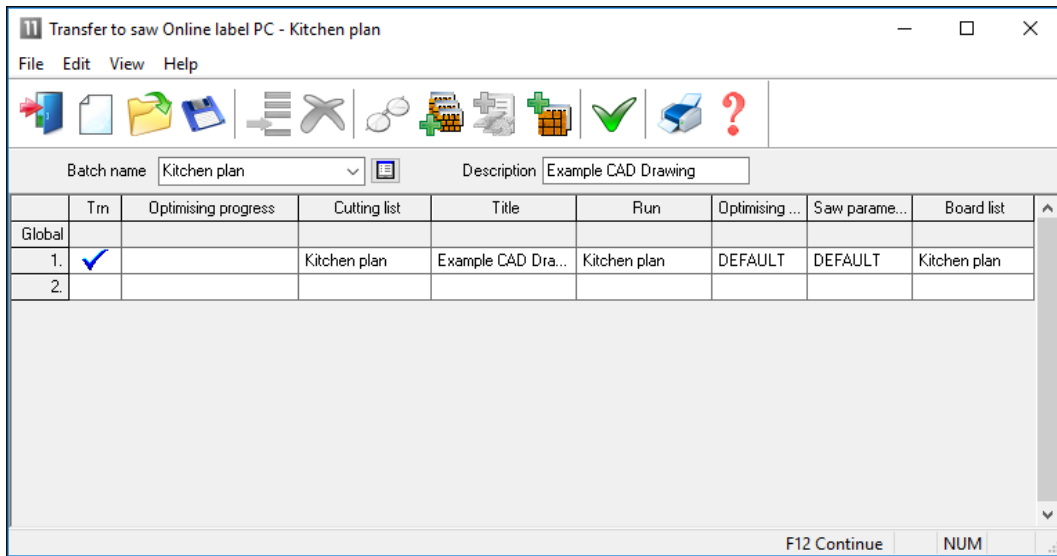 11 Transfer to saw Online label PC - Kitchen plan
File Edit View Help
?
Batch name Kitchen plan Description Example CAD Drawing
Trn Optimising progress Cutting list Title Run Optimising ... Saw parame... Board list
Global
1. Kitchen plan Example CAD Dra... Kitchen plan DEFAULT DEFAULT Kitchen plan
2.
F12 Continue NUM